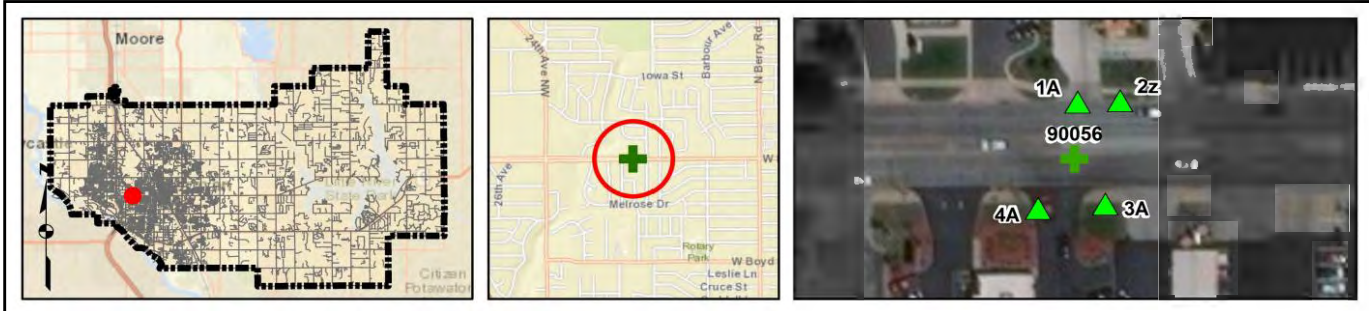 Moore
N
Citizen
Potawator
24th Ave NW
Barbour Ave
N Berry Rd
Iowa St
26th Ave
Melrose Dr
Rotary
Park
W Boyd
Leslie Ln
Cruce St
1A
2z
90056
4A
3A